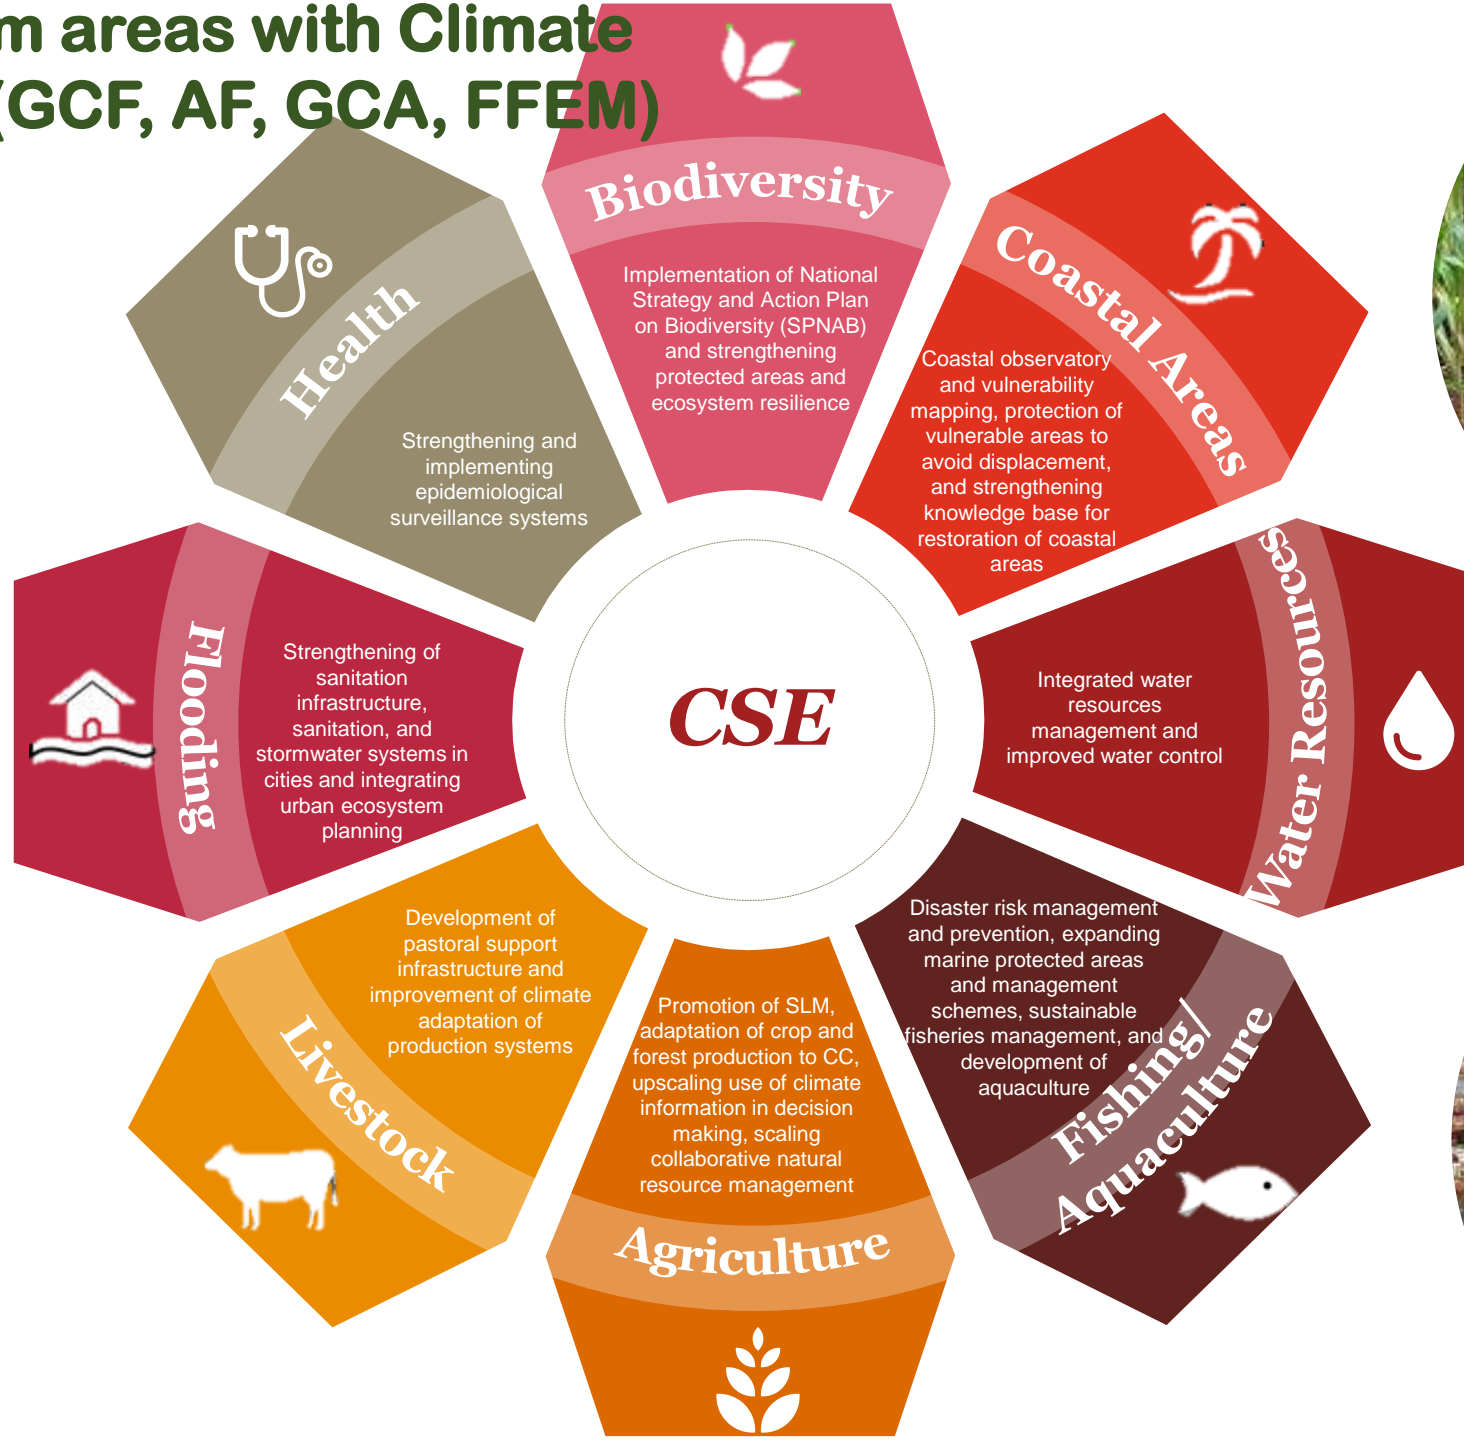 m areas with Climate
(GCF, AF, GCA, FFEM)
Biodiversity
Implementation of National
Strategy and Action Plan
on Biodiversity (SPNAB)
and strengthening
protected areas and
ecosystem resilience
Coastal Areas
Coastal observatory
and vulnerability
mapping, protection of
vulnerable areas to
avoid displacement,
and strengthening
knowledge base for
restoration of coastal
areas
Water Resources
Integrated water
resources
management and
improved water control
Fishing/
Aquaculture
Disaster risk management
and prevention, expanding
marine protected areas
and management
schemes, sustainable
fisheries management, and
development of
aquaculture
Agriculture
Promotion of SLM,
adaptation of crop and
forest production to CC,
upscaling use of climate
information in decision
making, scaling
collaborative natural
resource management
Livestock
Development of
pastoral support
infrastructure and
improvement of climate
adaptation of
production systems
Flooding
Strengthening of
sanitation
infrastructure,
sanitation, and
stormwater systems in
cities and integrating
urban ecosystem
planning
Health
Strengthening and
implementing
epidemiological
surveillance systems
CSE